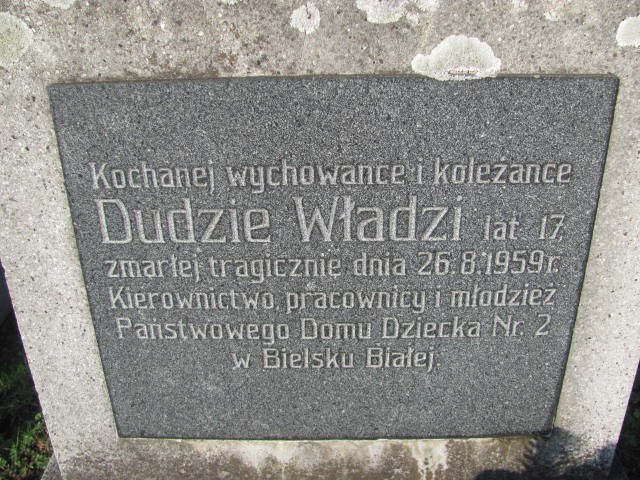 Kochanej wychowance i koleżance
Dudzie Władzi lat 17,
zmarłej tragicznie dnia 26.8.1959r.
Kierownictwo, pracownicy i młodzież
Państwowego Domu Dziecka Nr. 2
w Bielsku Białej.